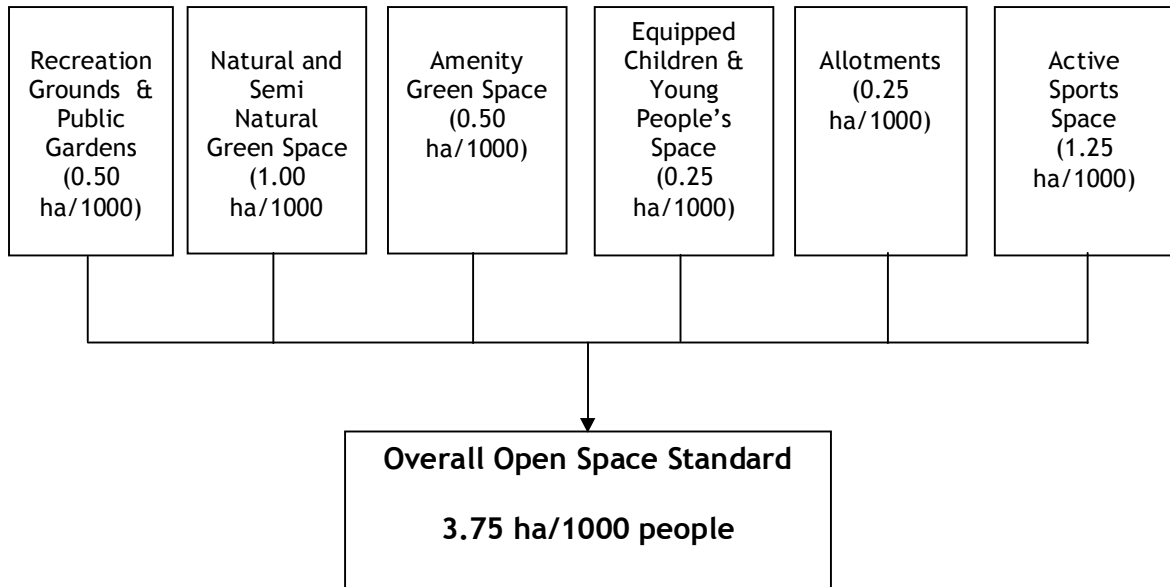 Recreation
Grounds & 
Public
Gardens
(0.50
ha/1000)
Natural and
Semi
Natural
Green Space
(1.00
ha/1000
Amenity
Green Space
(0.50
ha/1000)
Equipped
Children &
Young
People’s
Space
(0.25
ha/1000)
Allotments
(0.25
ha/1000)
Active
Sports
Space
(1.25
ha/1000)
Overall Open Space Standard
3.75 ha/1000 people